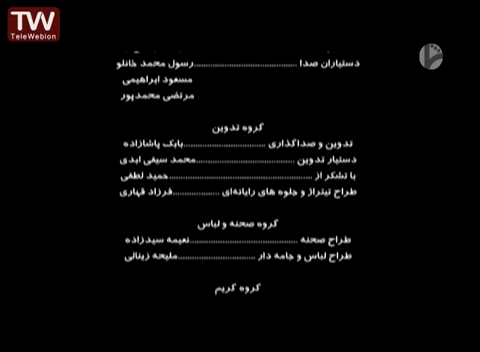 TW
TeleWebion
دستیاران صدا ........................رسول محمد خانلو
مسعود ابراهیمی
مرتضی محمدپور
گروه تدوین
تدوین و صداگذاری ........................بابک پاشازاده
دستیار تدوین ........................محمد سیفی آبدی
با تشکر از ........................حمید لطفی
طراح تیتراژ و جلوه های رایانه‌ای ........................فرزاد قهاری
گروه صحنه و لباس
طراح صحنه ........................نعیمه سیدزاده
طراح لباس و جامه دار ........................ملیحه زینالی
گروه گریم